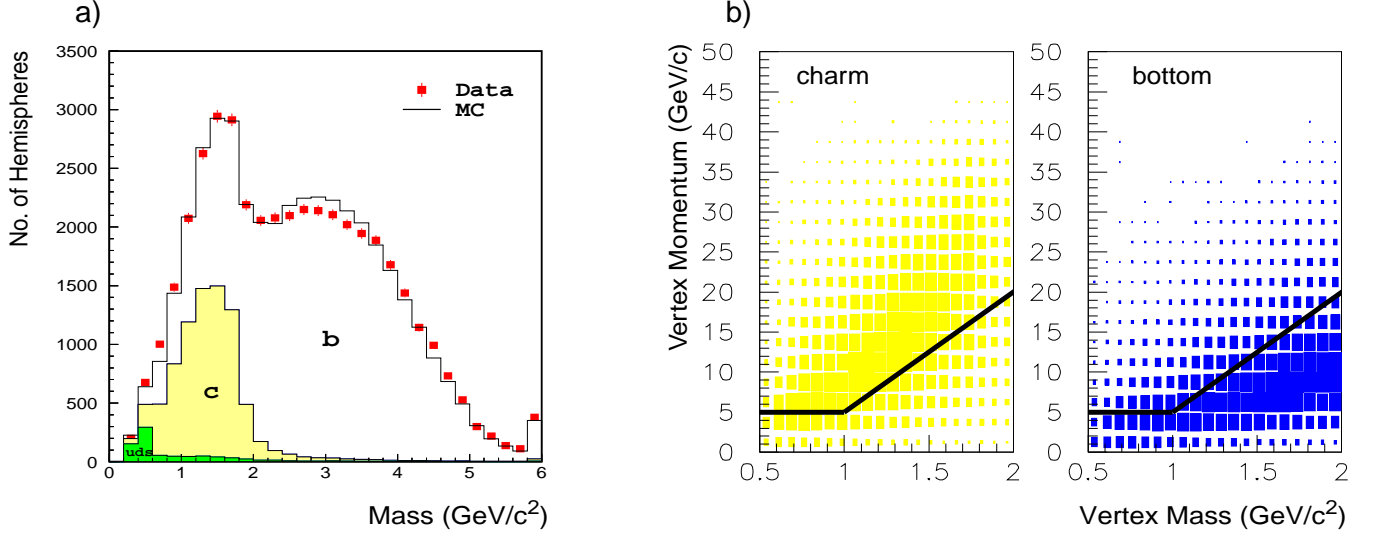 a)
No. of Hemispheres
3500
3000
2500
2000
1500
1000
500
0
Data
MC
b
c
uds
0 1 2 3 4 5 6
Mass (GeV/c²)
b)
Vertex Momentum (GeV/c)
50
45
40
35
30
25
20
15
10
5
0
charm
0.5 1 1.5 2
50
45
40
35
30
25
20
15
10
5
0
bottom
0.5 1 1.5 2
Vertex Mass (GeV/c²)